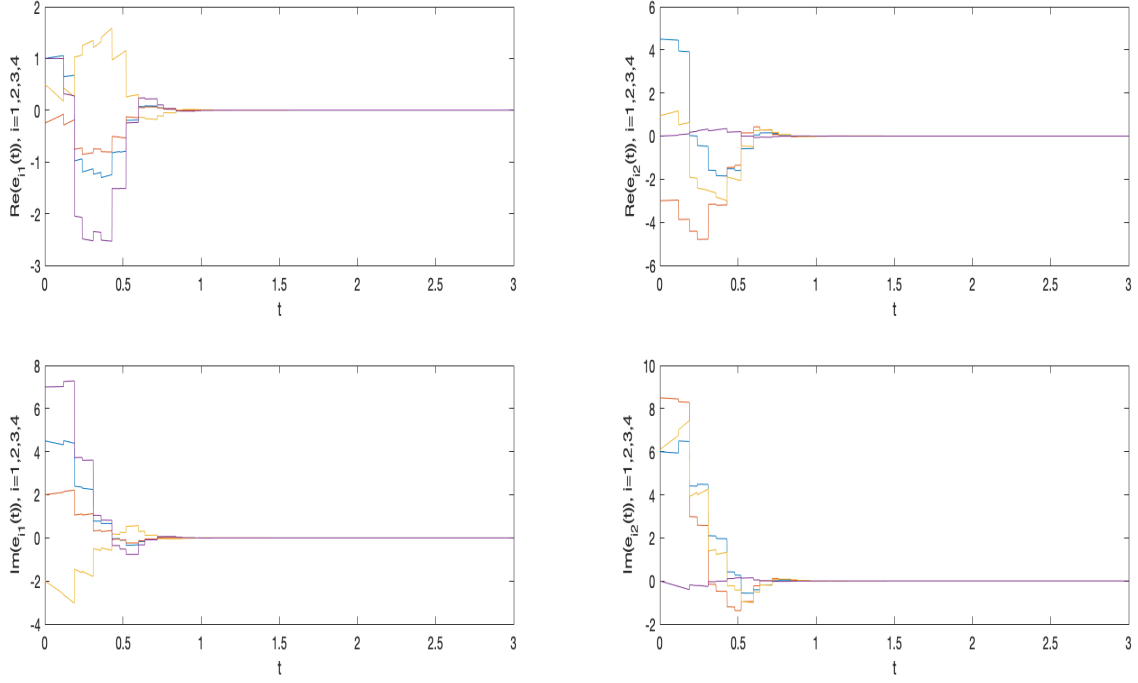 2
1
0
-1
-2
-3
Re(e_{i1}(t)), i=1,2,3,4
0 0.5 1 1.5 2 2.5 3
t
6
4
2
0
-2
-4
-6
Re(e_{i2}(t)), i=1,2,3,4
0 0.5 1 1.5 2 2.5 3
t
8
6
4
2
0
-2
-4
Im(e_{i1}(t)), i=1,2,3,4
0 0.5 1 1.5 2 2.5 3
t
10
8
6
4
2
0
-2
Im(e_{i2}(t)), i=1,2,3,4
0 0.5 1 1.5 2 2.5 3
t